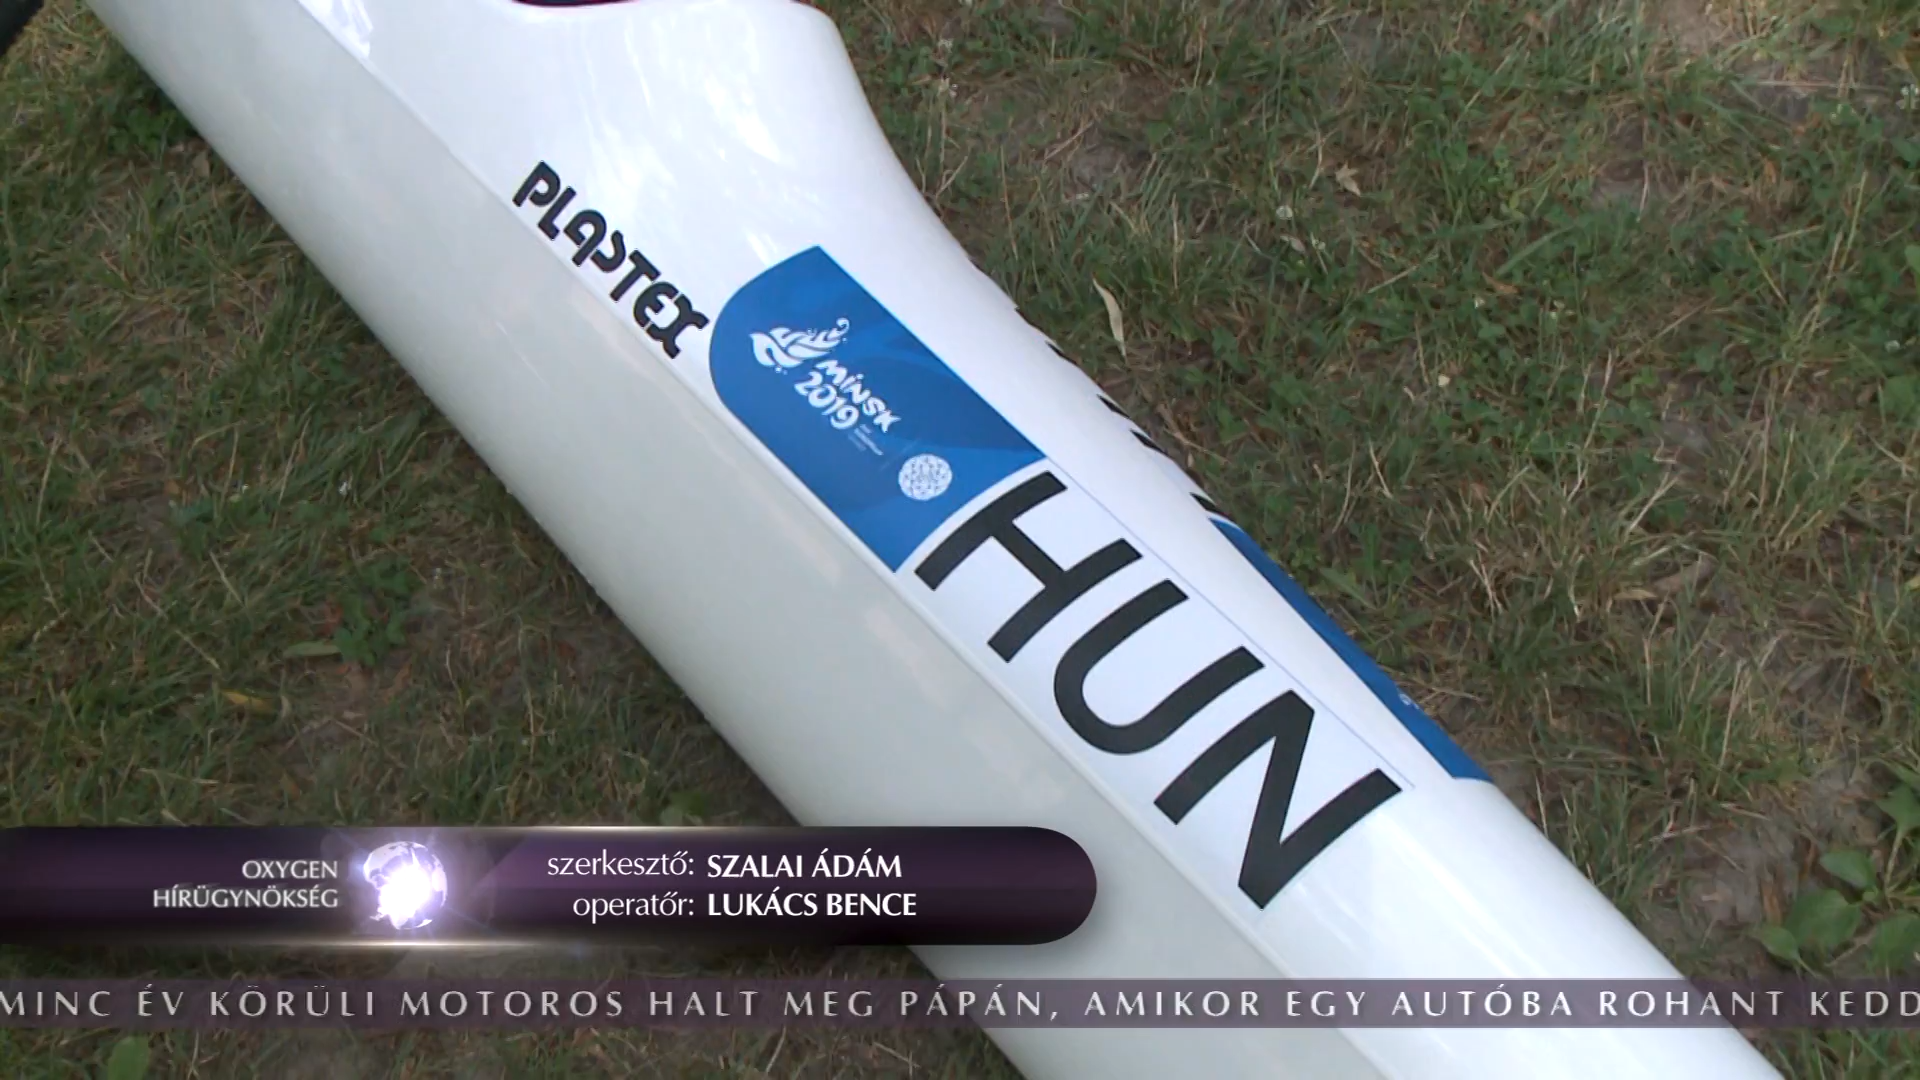 PLASTEX
MINSK
2019
HUN
OXYGEN
HÍRÜGYNÖKSÉG
szerkesztő: SZALAI ÁDÁM
operatőr: LUKÁCS BENCE
MINC ÉV KÖRÜLI MOTOROS HALT MEG PÁPÁN, AMIKOR EGY AUTÓBA ROHANT KEDD